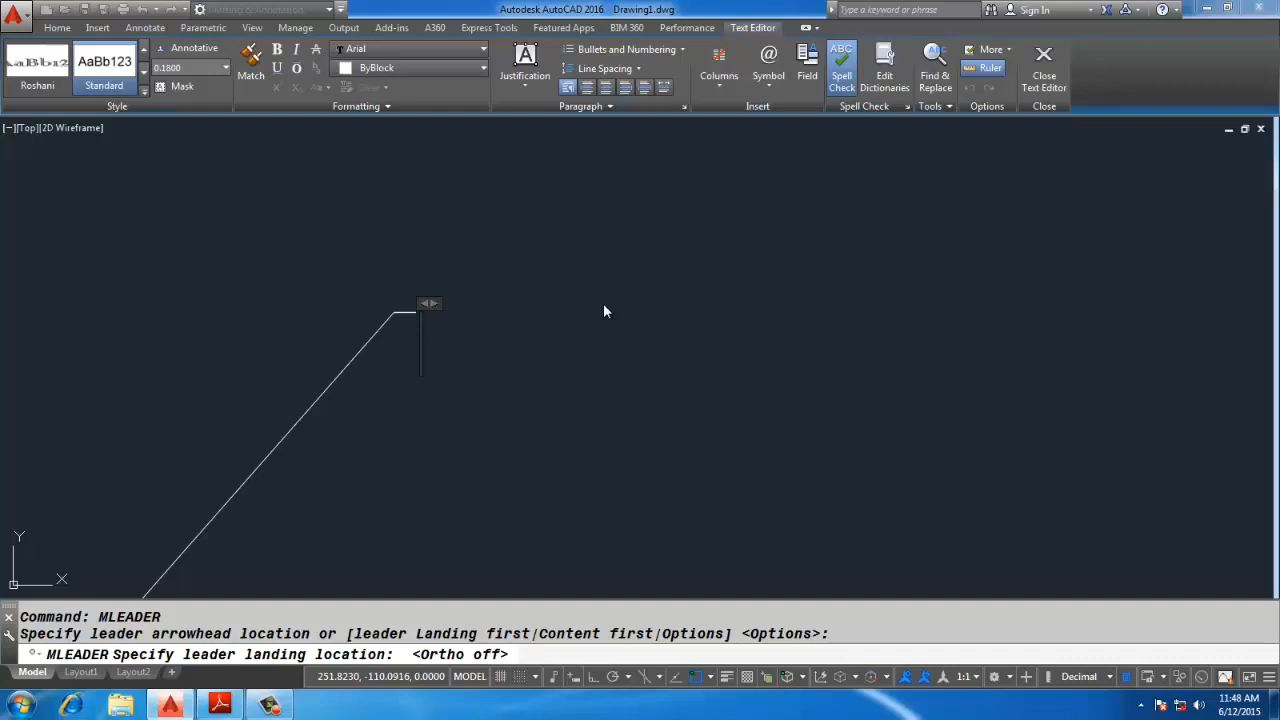 Drafting & Annotation
Autodesk AutoCAD 2016 Drawing1.dwg
Type a keyword or phrase
Sign In
Home Insert Annotate Parametric View Manage Output Add-ins A360 Express Tools Featured Apps BIM 360 Performance Text Editor
AaBb12
Roshani
AaBb123
Standard
Annotative
0.1800
Mask
Style
Match
B I A
U O
Arial
ByBlock
Formatting
A
Justification
Bullets and Numbering
Line Spacing
Paragraph
Columns
@
Symbol
Field
Insert
ABC
Spell
Check
Edit
Dictionaries
Spell Check
Find &
Replace
Tools
More
Ruler
Options
Close
Text Editor
Close
[−][Top][2D Wireframe]
Y
X
Command: MLEADER
Specify leader arrowhead location or [leader Landing first/Content first/Options] <Options>:
MLEADER Specify leader landing location: <Ortho off>
Model Layout1 Layout2 +
251.8230, -110.0916, 0.0000 MODEL
1:1
Decimal
11:48 AM
6/12/2015